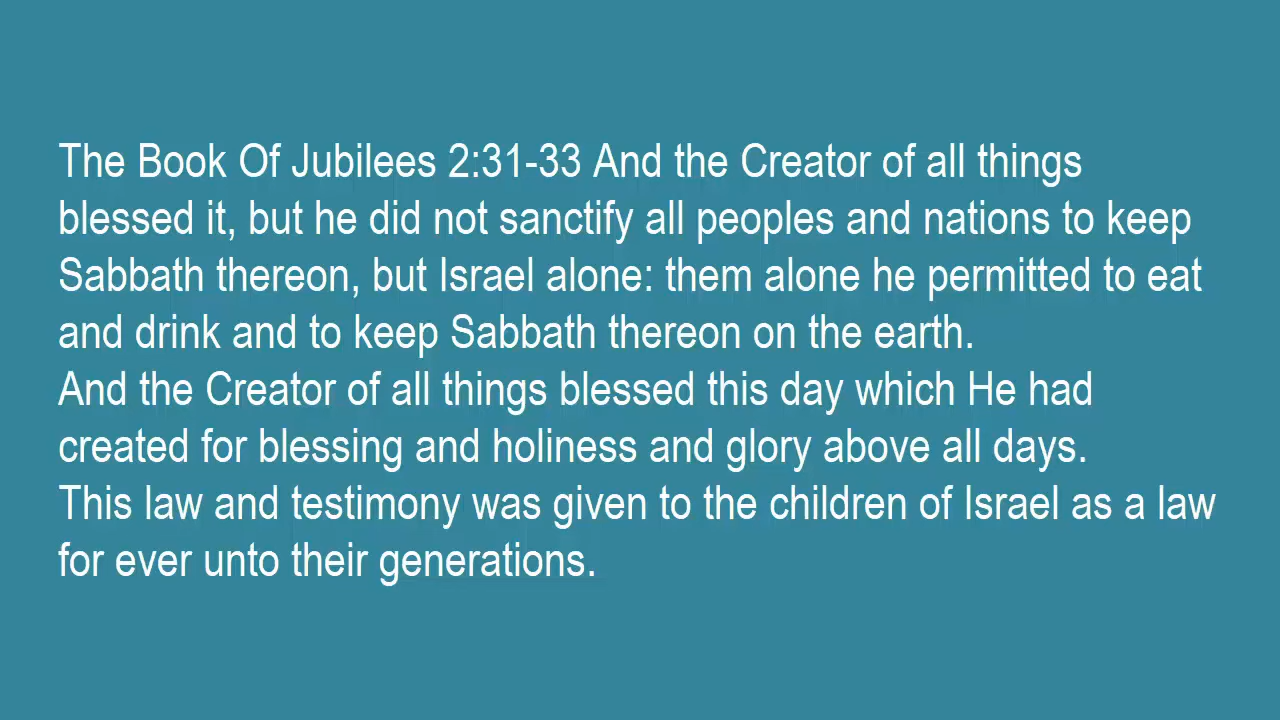 The Book Of Jubilees 2:31-33 And the Creator of all things
blessed it, but he did not sanctify all peoples and nations to keep
Sabbath thereon, but Israel alone: them alone he permitted to eat
and drink and to keep Sabbath thereon on the earth.
And the Creator of all things blessed this day which He had
created for blessing and holiness and glory above all days.
This law and testimony was given to the children of Israel as a law
for ever unto their generations.